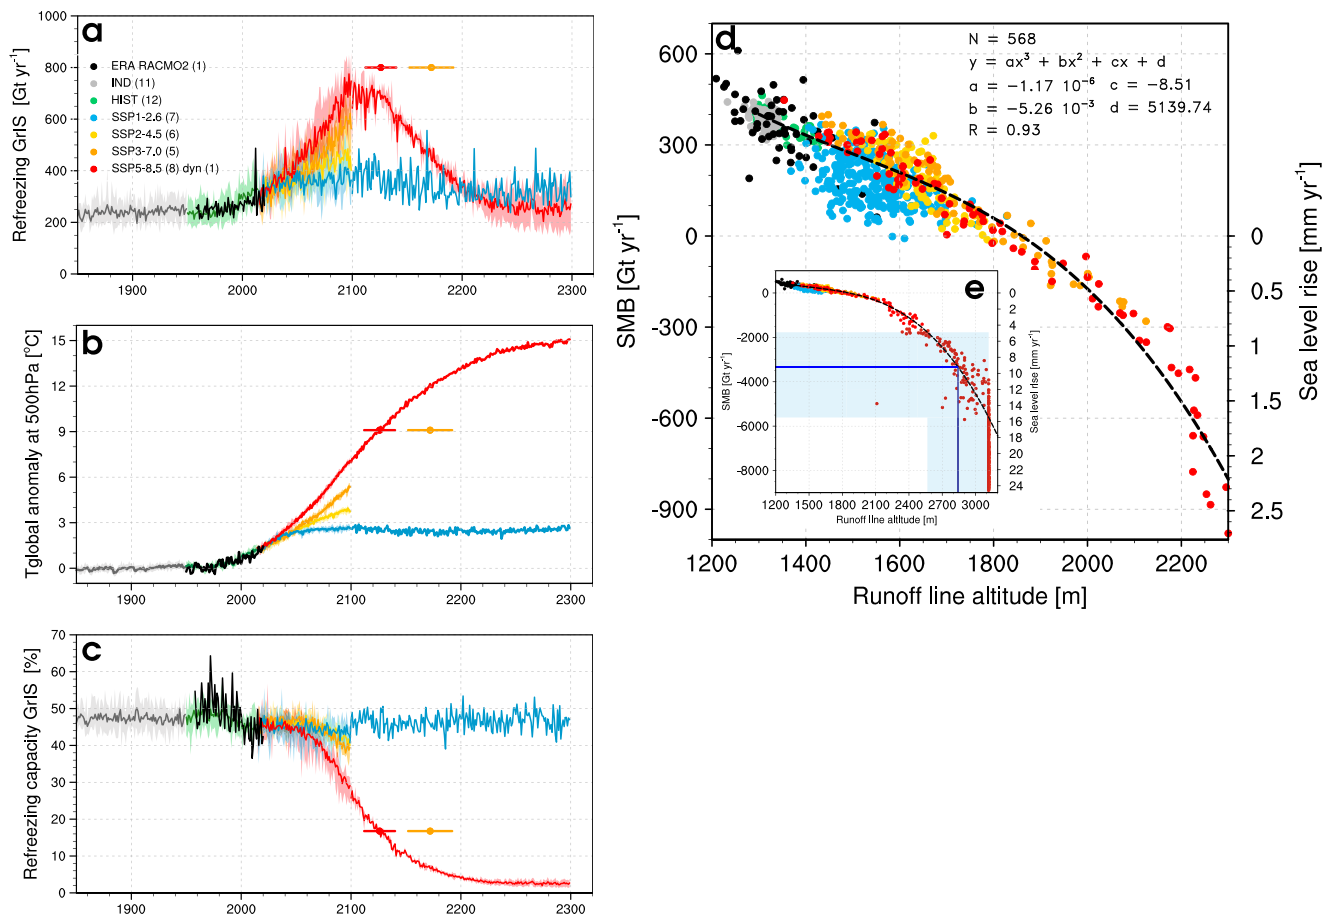 a
Refreezing GrIS [Gt yr⁻¹]
1000
800
600
400
200
0
ERA RACMO2 (1)
IND (11)
HIST (12)
SSP1-2.6 (7)
SSP2-4.5 (6)
SSP3-7.0 (5)
SSP5-8.5 (8) dyn (1)
1900 2000 2100 2200 2300
b
Tglobal anomaly at 500hPa [°C]
15
12
9
6
3
0
1900 2000 2100 2200 2300
c
Refreezing capacity GrIS [%]
70
60
50
40
30
20
10
0
1900 2000 2100 2200 2300
d
N = 568
y = ax³ + bx² + cx + d
a = −1.17 10⁻⁶ c = −8.51
b = −5.26 10⁻³ d = 5139.74
R = 0.93
SMB [Gt yr⁻¹]
600
300
0
-300
-600
-900
Sea level rise [mm yr⁻¹]
0
0.5
1
1.5
2
2.5
1200 1400 1600 1800 2000 2200
Runoff line altitude [m]
e
SMB [Gt yr⁻¹]
0
-2000
-4000
-6000
-8000
Sea level rise [mm yr⁻¹]
0
2
4
6
8
10
12
14
16
18
20
22
24
1200 1500 1800 2100 2400 2700 3000
Runoff line altitude [m]